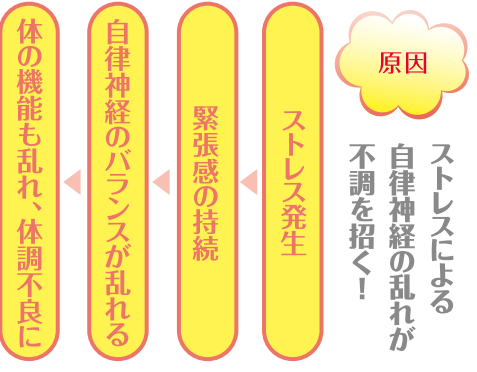 原因
ストレスによる
自律神経の乱れが
不調を招く！
ストレス発生
緊張感の持続
自律神経のバランスが乱れる
体の機能も乱れ、体調不良に